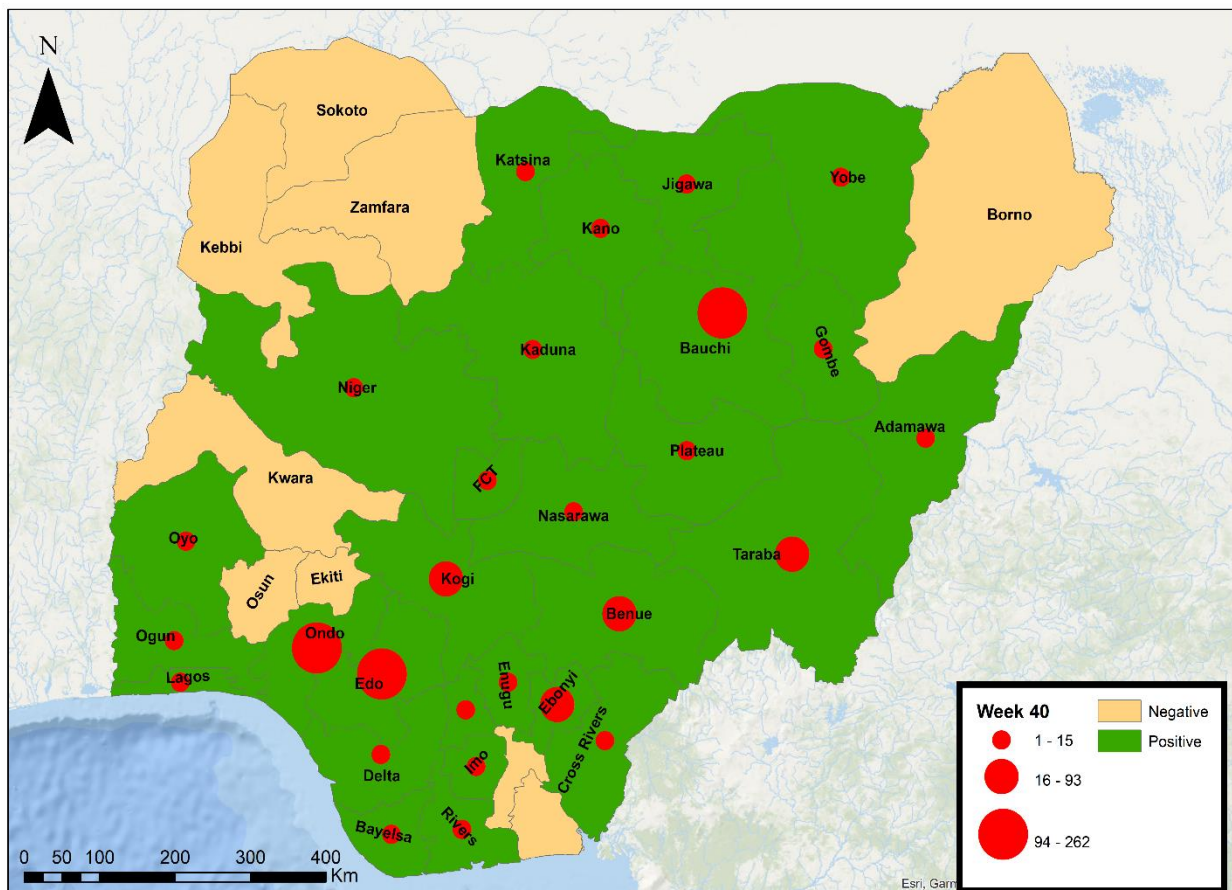 N
Sokoto
Katsina
Yobe
Jigawa
Zamfara
Borno
Kano
Kebbi
Bauchi
Kaduna
Gombe
Niger
Adamawa
Plateau
Kwara
FCT
Nasarawa
Oyo
Taraba
Kogi
Ekiti
Osun
Benue
Ondo
Ogun
Lagos
Edo
Enugu
Ebonyi
Cross Rivers
Imo
Delta
Bayelsa
Rivers
Week 40
1 - 15
16 - 93
94 - 262
Negative
Positive
0 50 100 200 300 400
Km
Esri, Garm